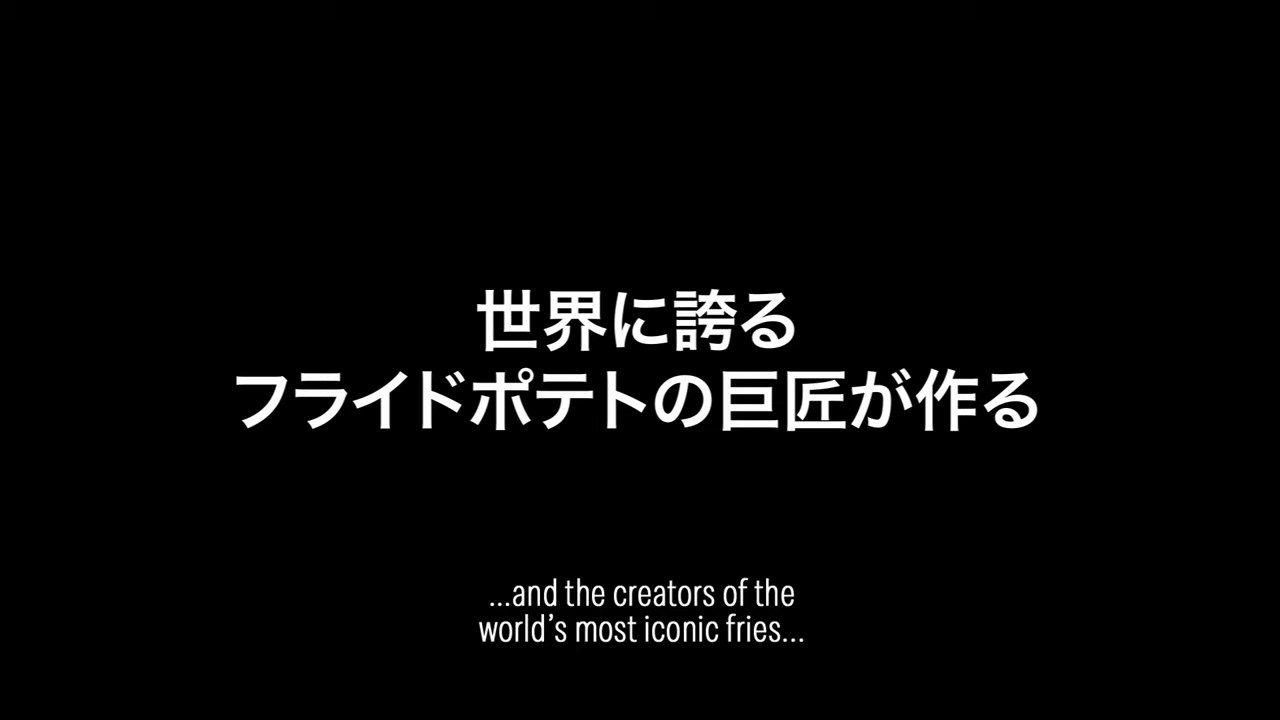 世界に誇る
フライドポテトの巨匠が作る
...and the creators of the
world's most iconic fries...